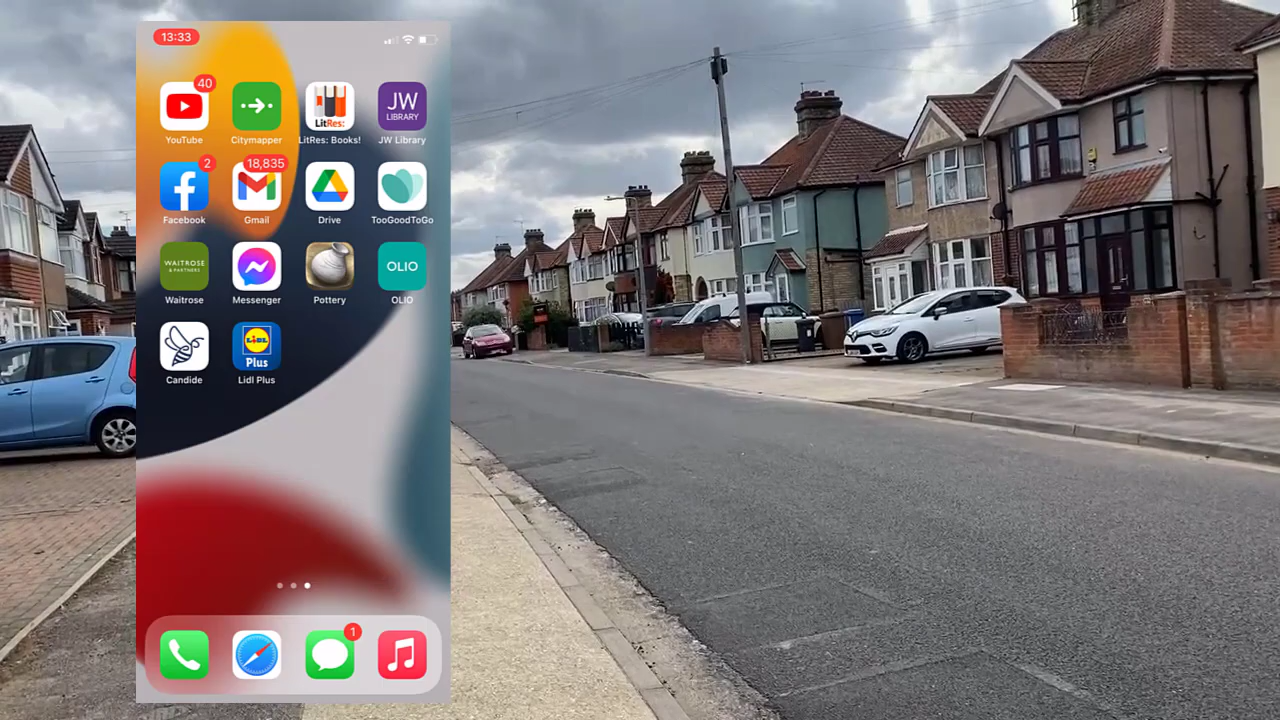 13:33
40
LitRes:
JW
LIBRARY
YouTube
Citymapper
LitRes: Books!
JW Library
2
18,835
Facebook
Gmail
Drive
TooGoodToGo
WAITROSE
& PARTNERS
OLIO
Waitrose
Messenger
Pottery
OLIO
LIDL
Plus
Candide
Lidl Plus
1